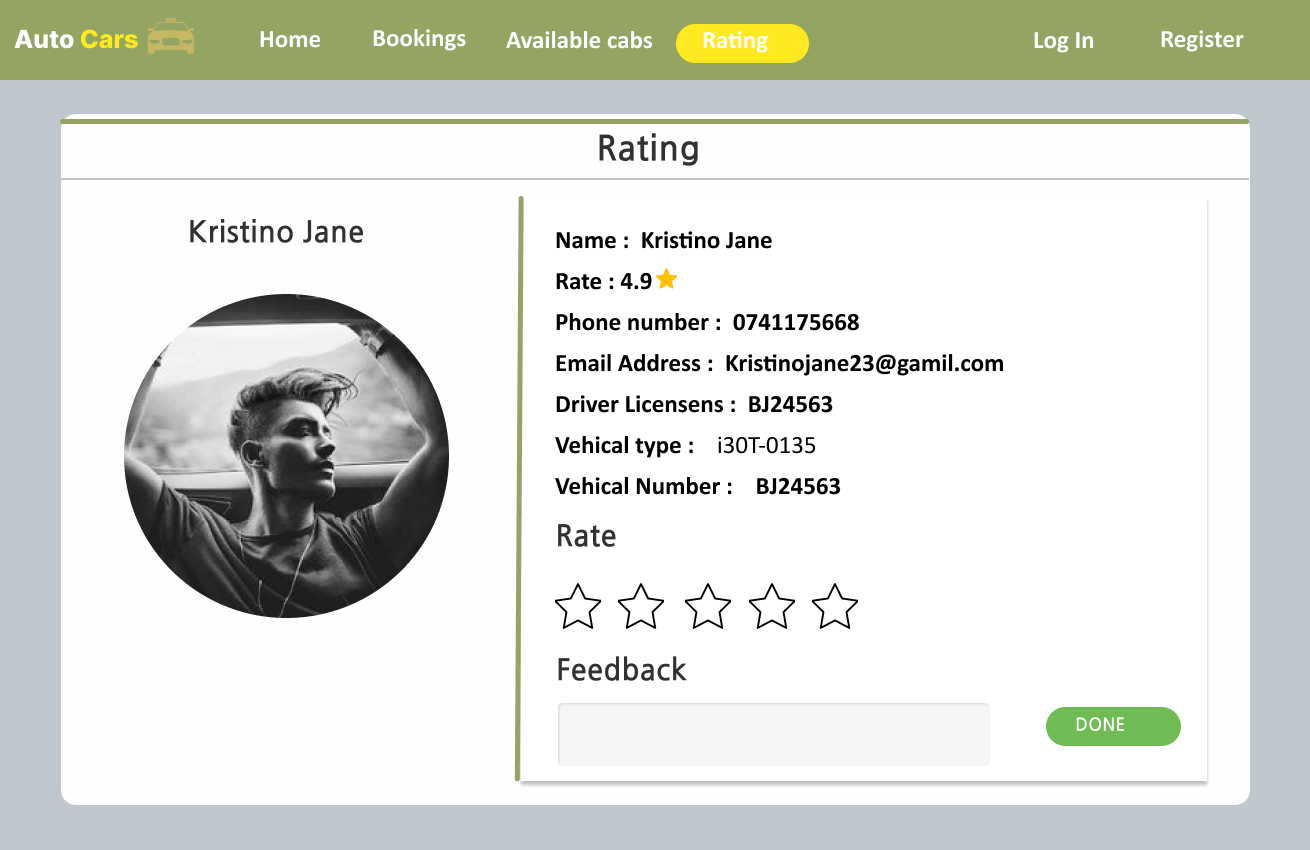 Auto Cars Home Bookings Available cabs Rating Log In Register
Rating
Kristino Jane
Name : Kristino Jane
Rate : 4.9
Phone number : 0741175668
Email Address : Kristinojane23@gamil.com
Driver Licensens : BJ24563
Vehical type : i30T-0135
Vehical Number : BJ24563
Rate
Feedback
DONE